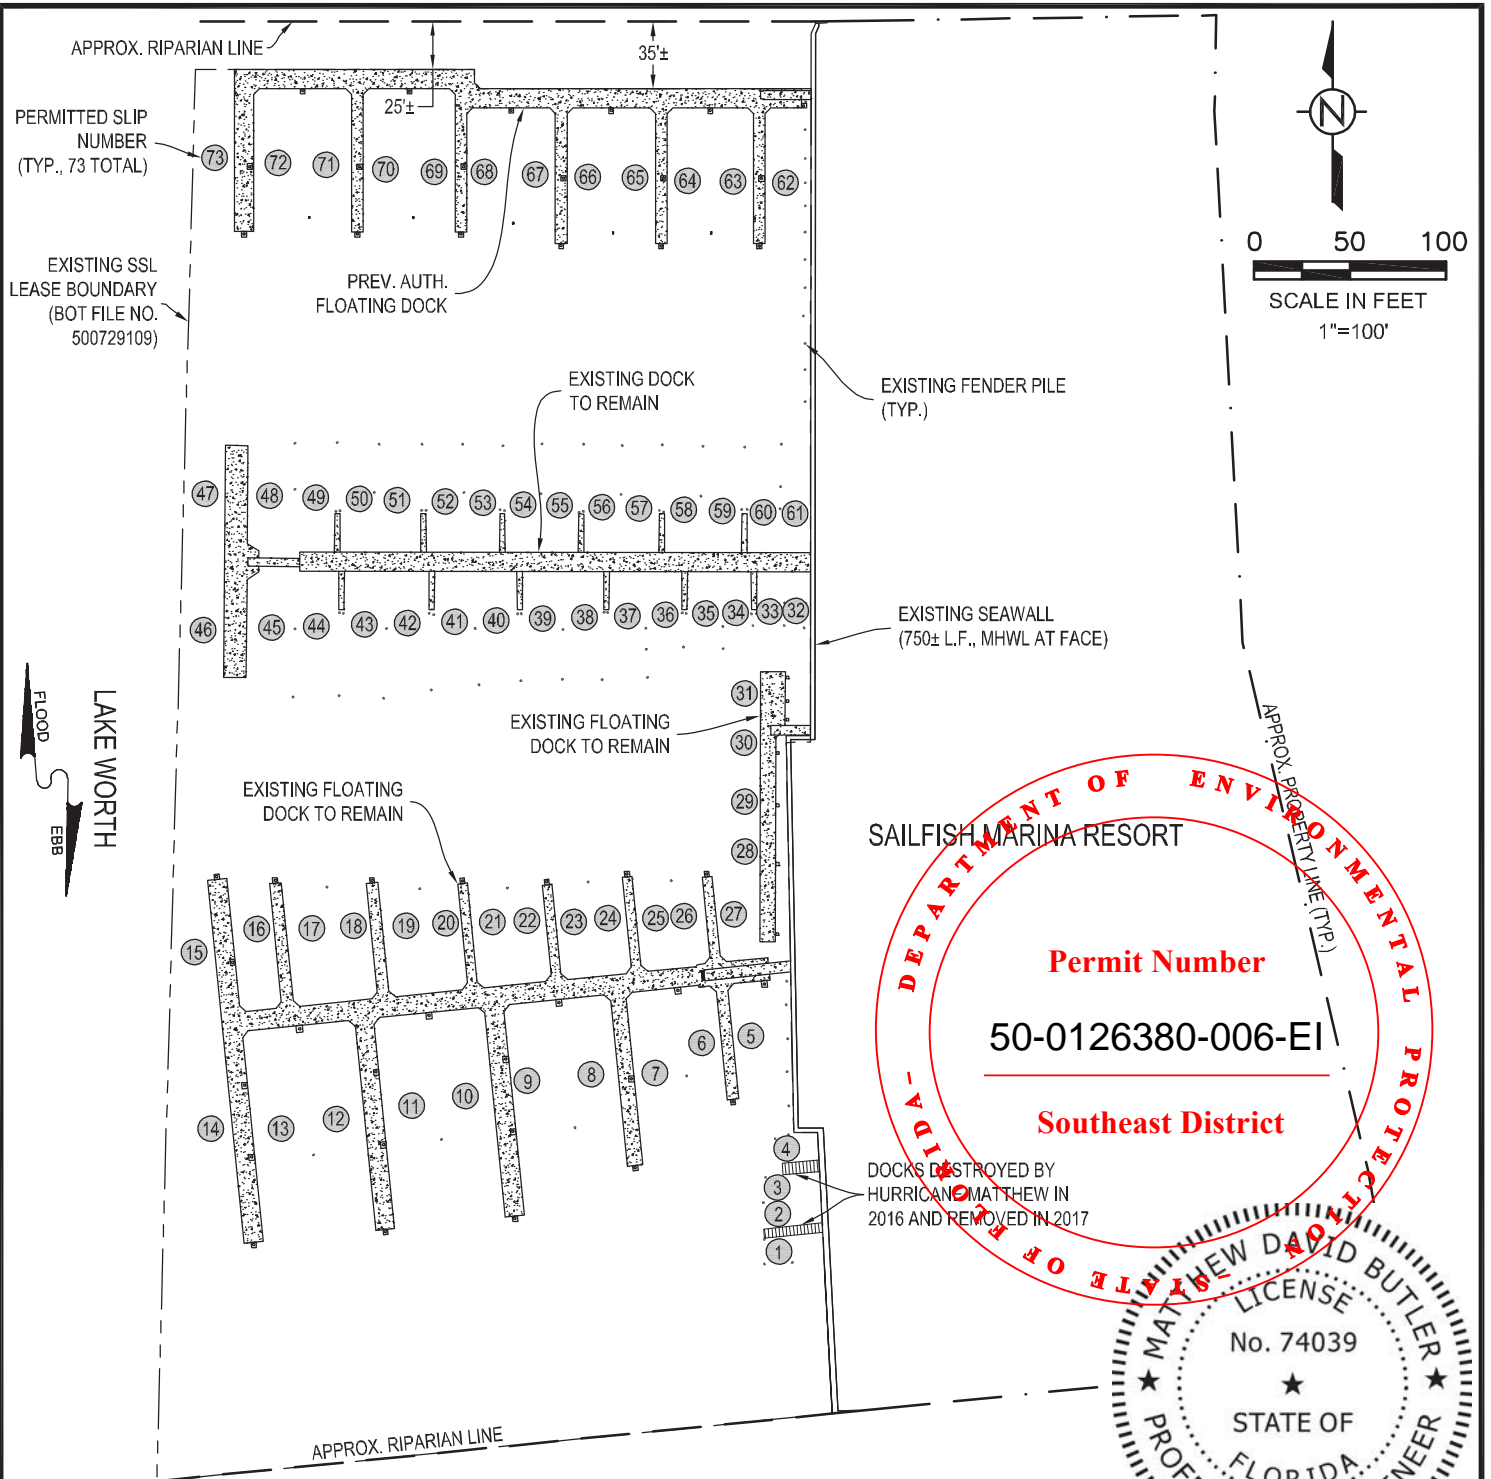 APPROX. RIPARIAN LINE
35'±
25'±
PERMITTED SLIP
NUMBER
(TYP., 73 TOTAL)
73
72
71
70
69
68
67
66
65
64
63
62
N
0 50 100
SCALE IN FEET
1"=100'
EXISTING SSL
LEASE BOUNDARY
(BOT FILE NO.
500729109)
PREV. AUTH.
FLOATING DOCK
EXISTING DOCK
TO REMAIN
EXISTING FENDER PILE
(TYP.)
47
48
49
50
51
52
53
54
55
56
57
58
59
60
61
46
45
44
43
42
41
40
39
38
37
36
35
34
33
32
EXISTING SEAWALL
(750± L.F., MHWL AT FACE)
FLOOD
EBB
LAKE WORTH
EXISTING FLOATING
DOCK TO REMAIN
31
30
29
28
EXISTING FLOATING
DOCK TO REMAIN
15
16
17
18
19
20
21
22
23
24
25
26
27
14
13
12
11
10
9
8
7
6
5
4
3
2
1
SAILFISH MARINA RESORT
APPROX. PROPERTY LINE (TYP.)
DEPARTMENT OF ENVIRONMENTAL PROTECTION
-STATE OF FLORIDA-
Permit Number
50-0126380-006-EI
Southeast District
DOCKS DESTROYED BY
HURRICANE MATTHEW IN
2016 AND REMOVED IN 2017
MATTHEW DAVID BUTLER
LICENSE
No. 74039
STATE OF
FLORIDA
APPROX. RIPARIAN LINE